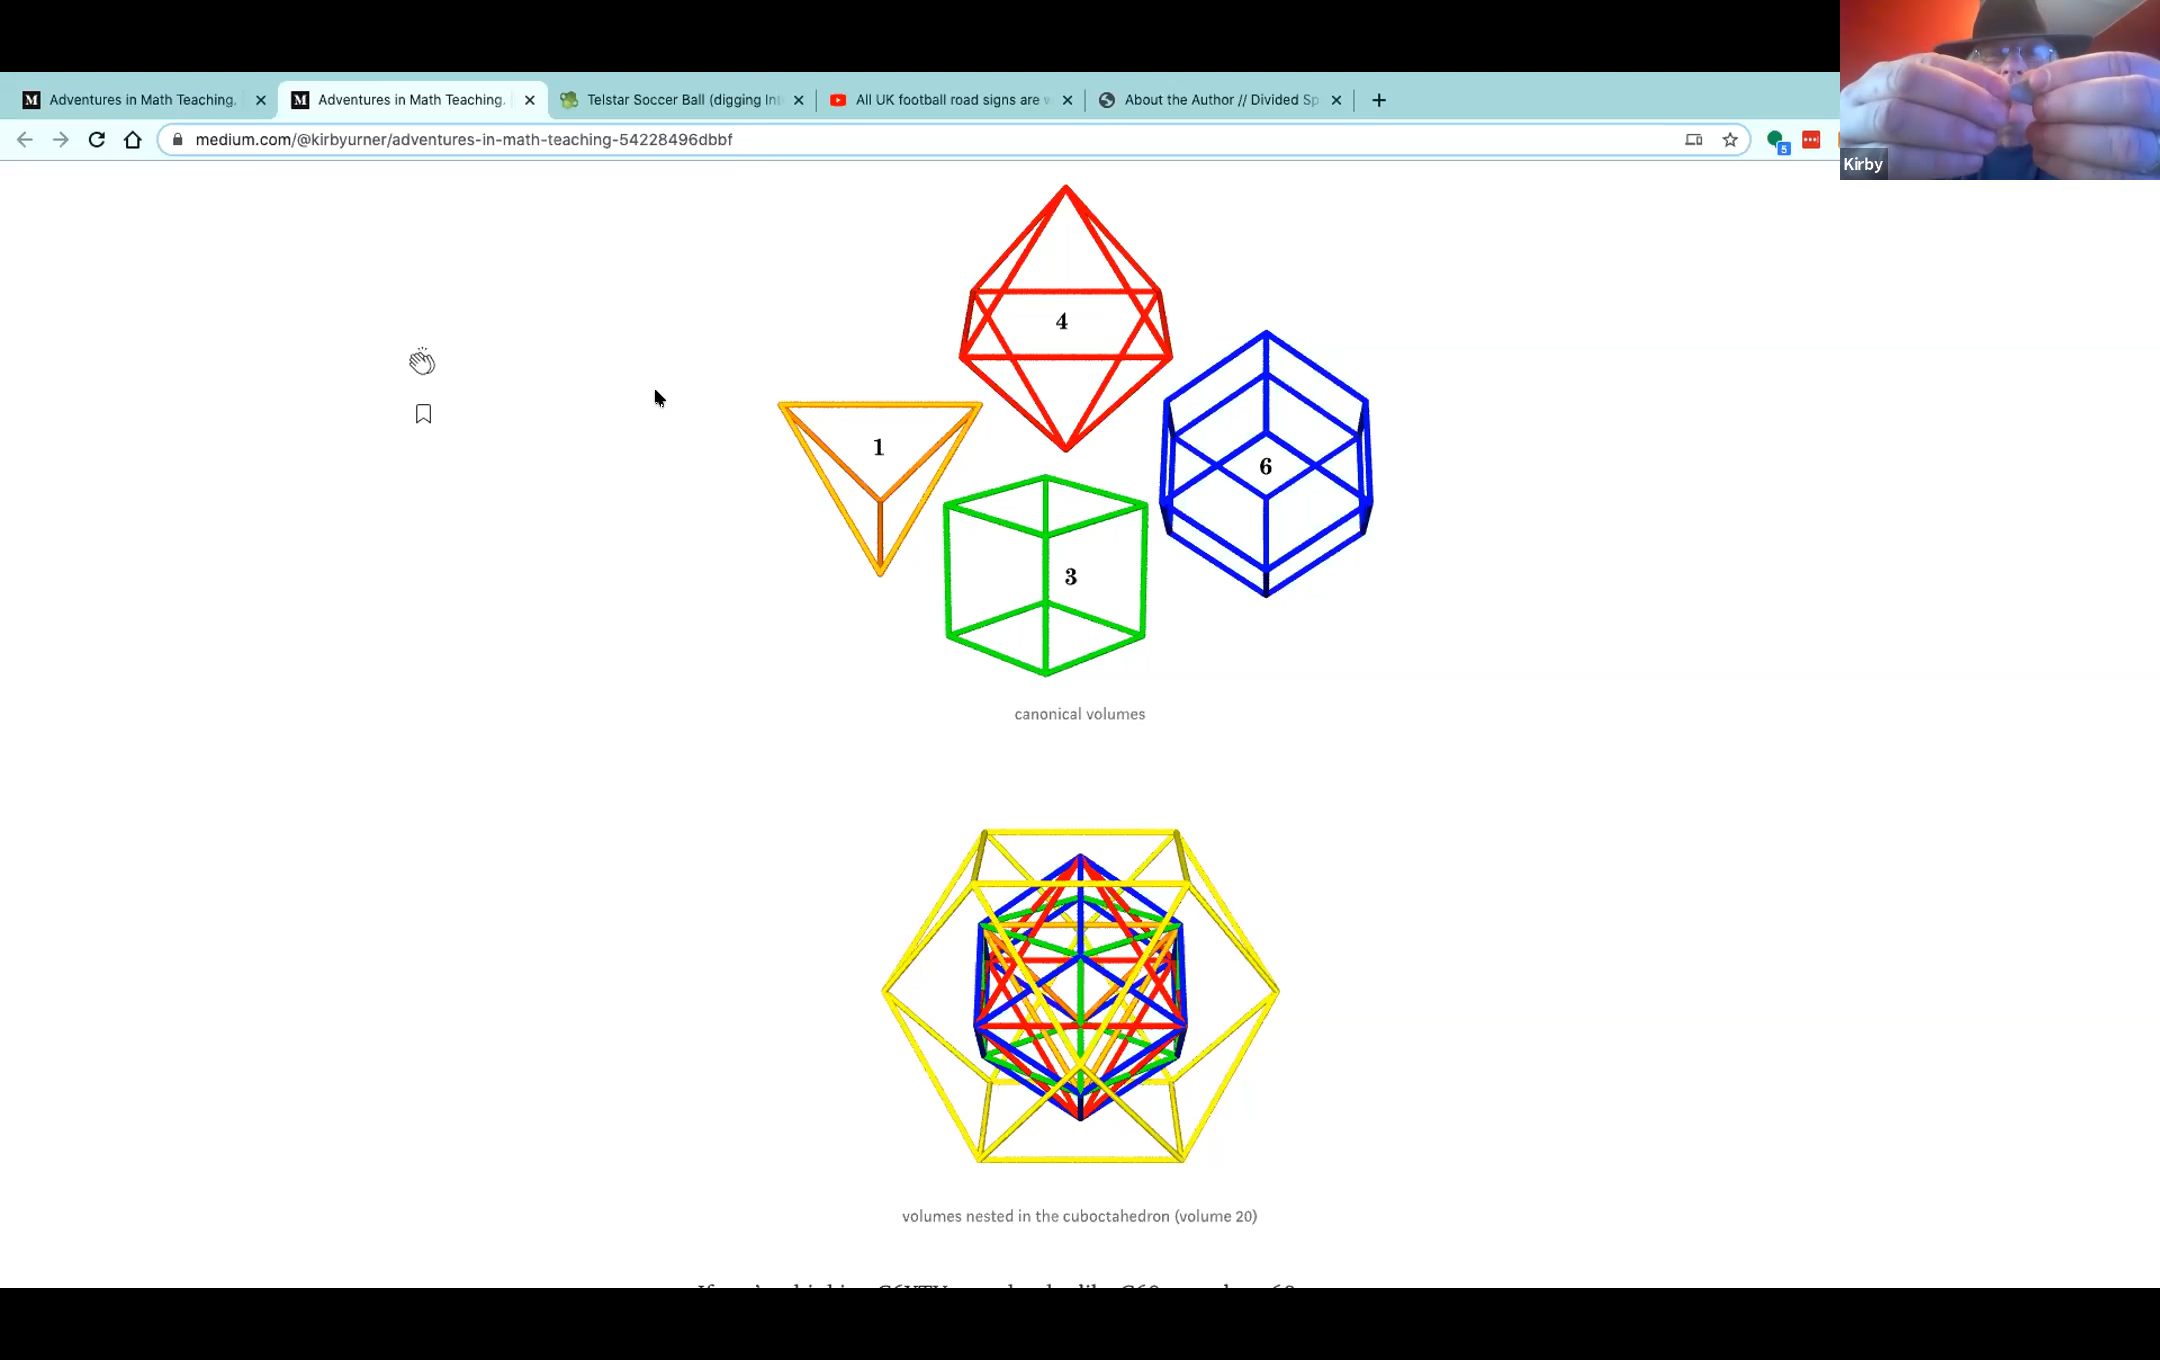 Adventures in Math Teaching.
Adventures in Math Teaching.
Telstar Soccer Ball (digging Int
All UK football road signs are w
About the Author // Divided Sp
medium.com/@kirbyurner/adventures-in-math-teaching-54228496dbbf
5
Kirby
4
1
6
3
canonical volumes
volumes nested in the cuboctahedron (volume 20)